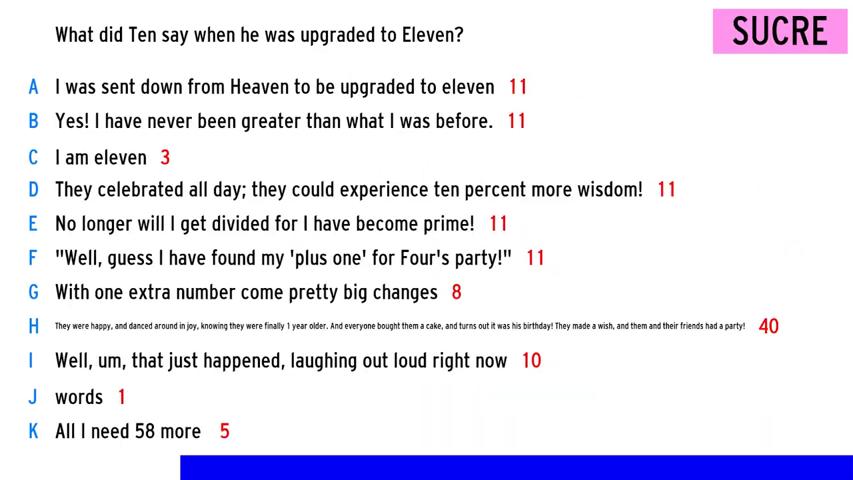 What did Ten say when he was upgraded to Eleven?
SUCRE
A I was sent down from Heaven to be upgraded to eleven 11
B Yes! I have never been greater than what I was before. 11
C I am eleven 3
D They celebrated all day; they could experience ten percent more wisdom! 11
E No longer will I get divided for I have become prime! 11
F "Well, guess I have found my 'plus one' for Four's party!" 11
G With one extra number come pretty big changes 8
H They were happy, and danced around in joy, knowing they were finally 1 year older. And everyone bought them a cake, and turns out it was his birthday! They made a wish, and them and their friends had a party! 40
I Well, um, that just happened, laughing out loud right now 10
J words 1
K All I need 58 more 5